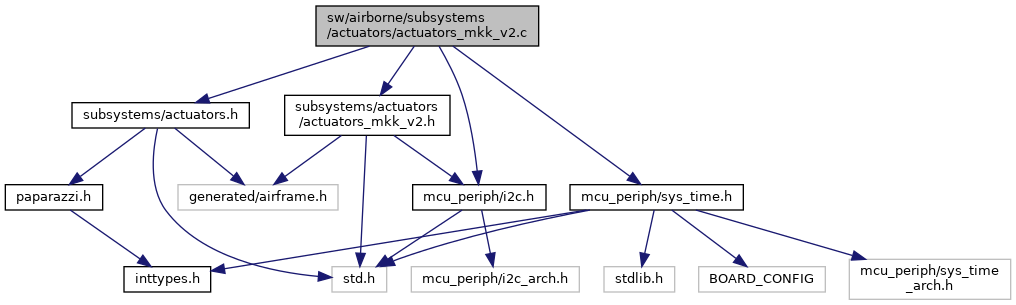 sw/airborne/subsystems
/actuators/actuators_mkk_v2.c
subsystems/actuators.h
subsystems/actuators
/actuators_mkk_v2.h
paparazzi.h
generated/airframe.h
mcu_periph/i2c.h
mcu_periph/sys_time.h
inttypes.h
std.h
mcu_periph/i2c_arch.h
stdlib.h
BOARD_CONFIG
mcu_periph/sys_time
_arch.h